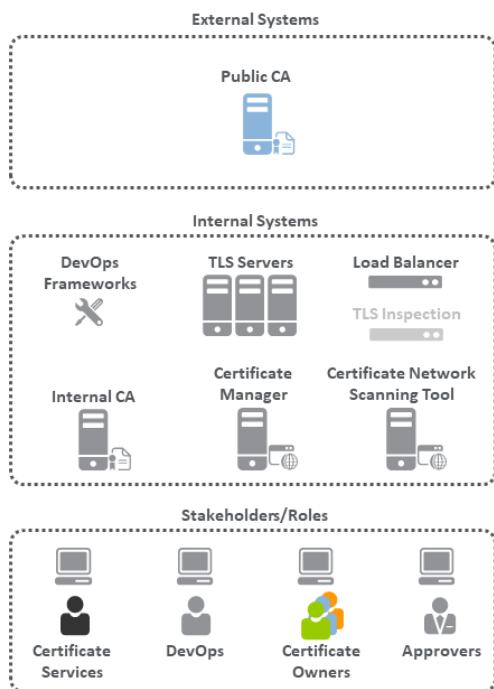 External Systems
Public CA
Internal Systems
DevOps
Frameworks
TLS Servers
Load Balancer
TLS Inspection
Internal CA
Certificate
Manager
Certificate Network
Scanning Tool
Stakeholders/Roles
Certificate
Services
DevOps
Certificate
Owners
Approvers